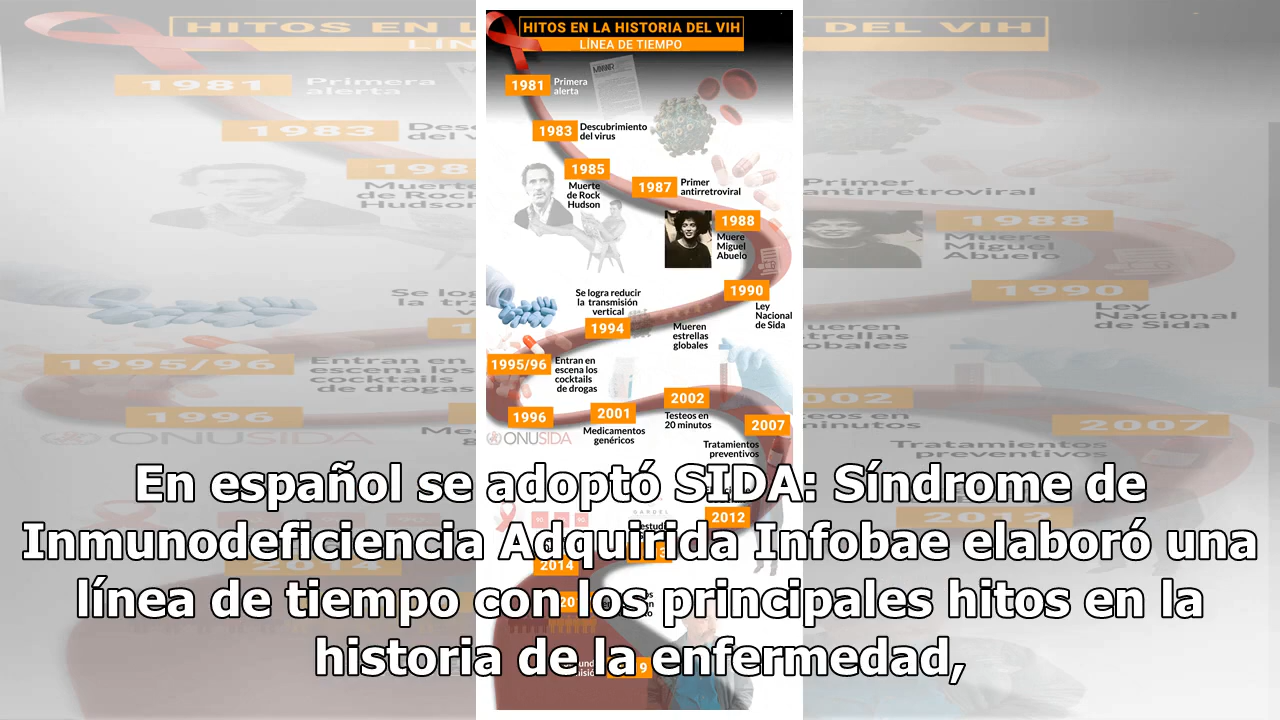 HITOS EN LA HISTORIA DEL VIH
LÍNEA DE TIEMPO
1981
Primera
alerta
1983
Descubrimiento
del virus
1985
Muerte
de Rock
Hudson
1987
Primer
antirretroviral
1988
Muere
Miguel
Abuelo
1990
Ley
Nacional
de Sida
Mueren
estrellas
globales
Se logra reducir
la transmisión
vertical
1994
1995/96
Entran en
escena los
cocktails
de drogas
1996
ONUSIDA
2001
Medicamentos
genéricos
2002
Testeos en
20 minutos
2007
Tratamientos
preventivos
2012
2014
En español se adoptó SIDA: Síndrome de
Inmunodeficiencia Adquirida Infobae elaboró una
línea de tiempo con los principales hitos en la
historia de la enfermedad,